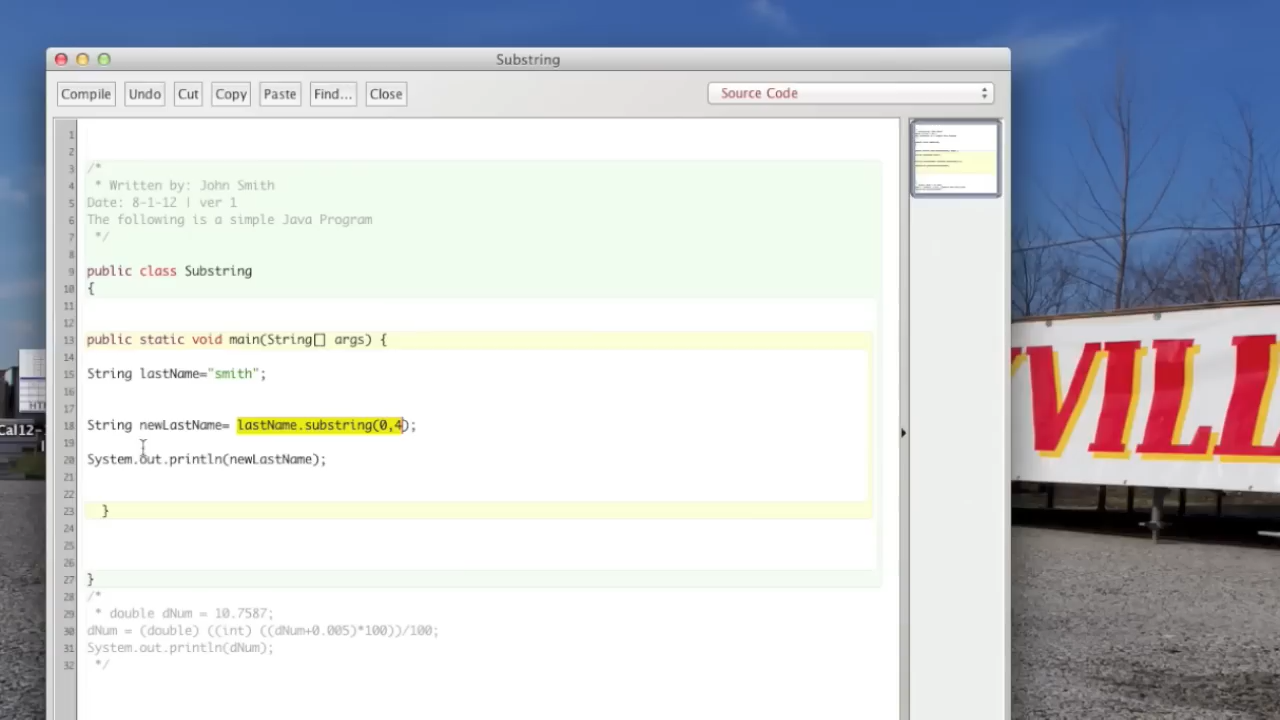 Substring
Compile Undo Cut Copy Paste Find... Close Source Code
1
2
3 /*
4 * Written by: John Smith
5 Date: 8-1-12 | ver 1
6 The following is a simple Java Program
7 */
8
9 public class Substring
10 {
11
12
13 public static void main(String[] args) {
14
15 String lastName="smith";
16
17
18 String newLastName= lastName.substring(0,4);
19
20 System.out.println(newLastName);
21
22
23 }
24
25
26
27 }
28 /*
29 * double dNum = 10.7587;
30 dNum = (double) ((int) ((dNum+0.005)*100))/100;
31 System.out.println(dNum);
32 */
Cal12-